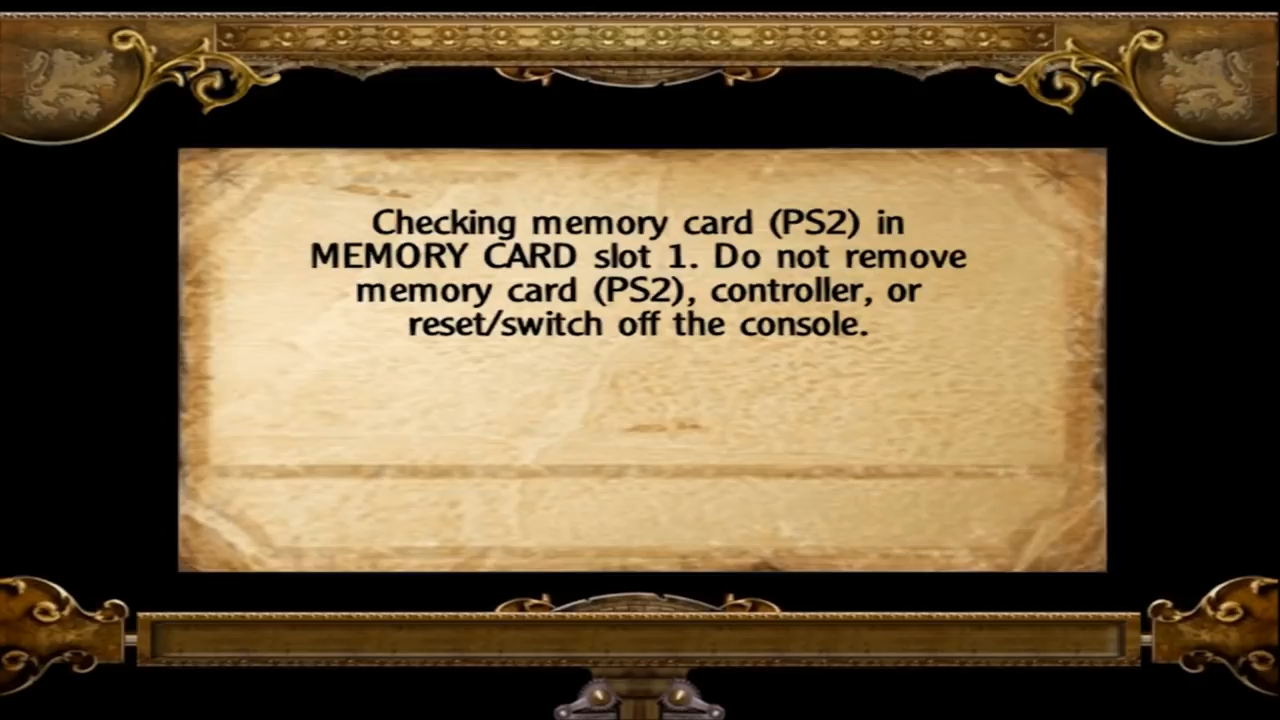 Checking memory card (PS2) in
MEMORY CARD slot 1. Do not remove
memory card (PS2), controller, or
reset/switch off the console.